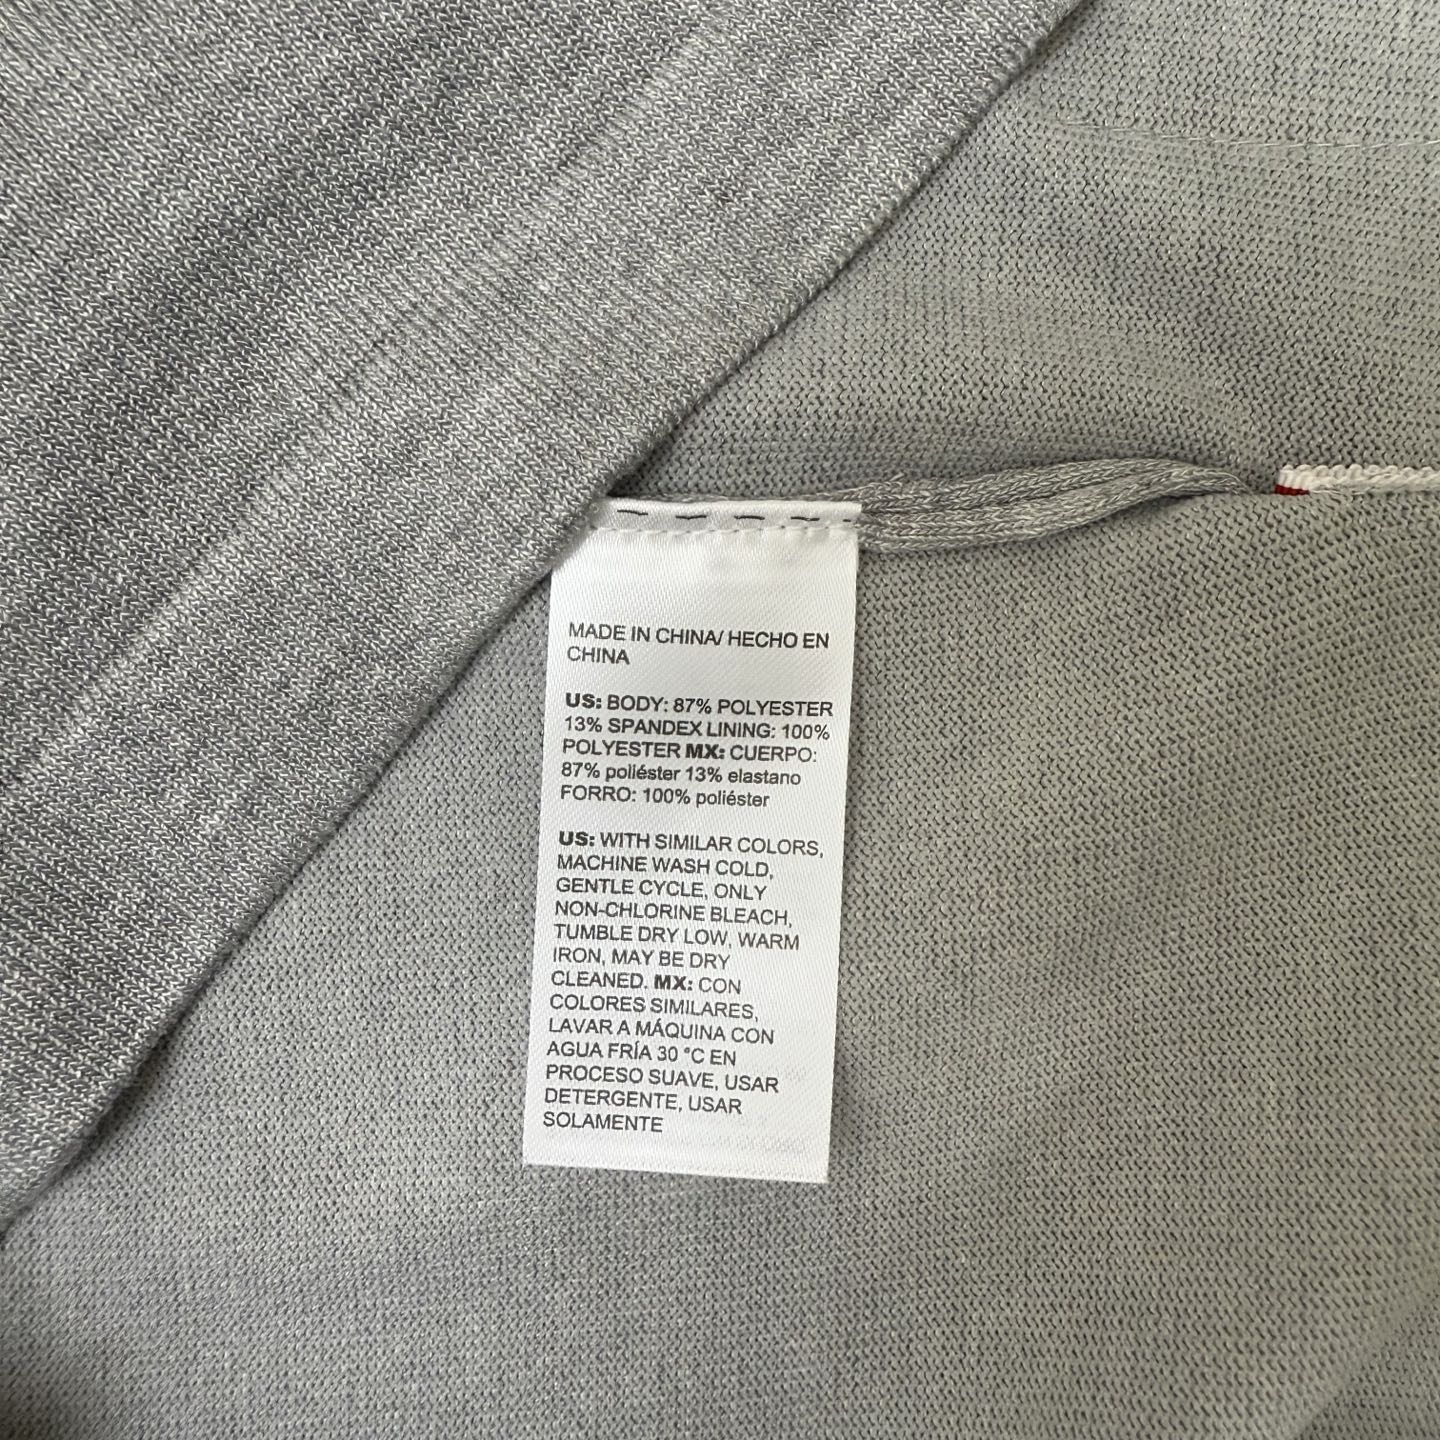 MADE IN CHINA/ HECHO EN
CHINA
US: BODY: 87% POLYESTER
13% SPANDEX LINING: 100%
POLYESTER MX: CUERPO:
87% poliéster 13% elastano
FORRO: 100% poliéster
US: WITH SIMILAR COLORS,
MACHINE WASH COLD,
GENTLE CYCLE, ONLY
NON-CHLORINE BLEACH,
TUMBLE DRY LOW, WARM
IRON, MAY BE DRY
CLEANED. MX: CON
COLORES SIMILARES,
LAVAR A MÁQUINA CON
AGUA FRÍA 30 °C EN
PROCESO SUAVE, USAR
DETERGENTE, USAR
SOLAMENTE